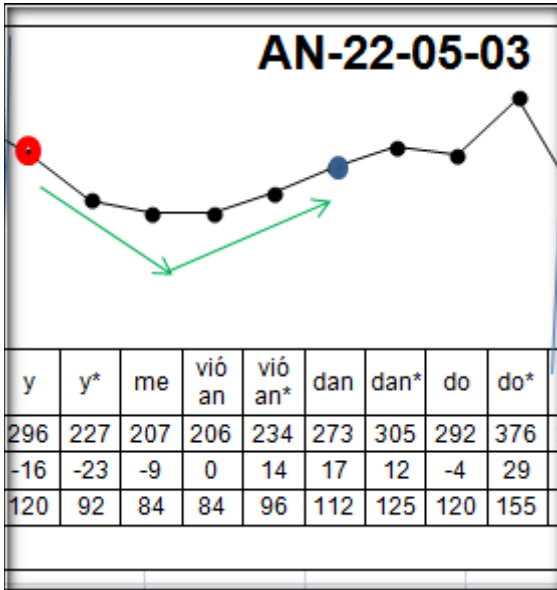 AN-22-05-03
y y* me vió an vió an* dan dan* do do*
296 227 207 206 234 273 305 292 376
-16 -23 -9 0 14 17 12 -4 29
120 92 84 84 96 112 125 120 155